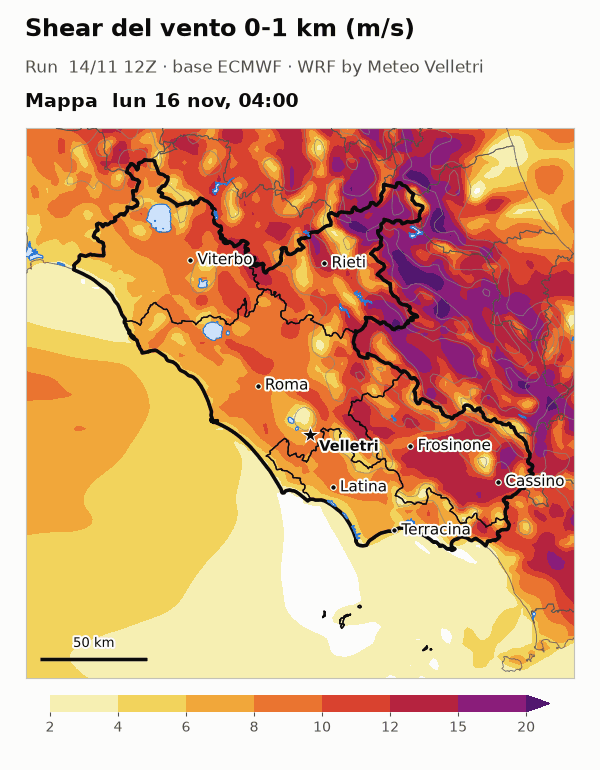 Shear del vento 0-1 km (m/s)
Run  14/11 12Z · base ECMWF · WRF by Meteo Velletri
Mappa  lun 16 nov, 04:00
Viterbo
Rieti
Roma
Velletri
Frosinone
Latina
Cassino
Terracina
50 km
2 4 6 8 10 12 15 20